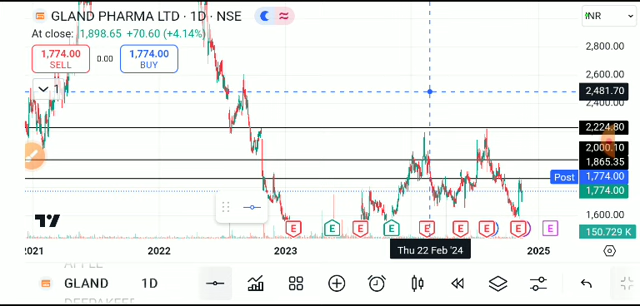 GLAND PHARMA LTD · 1D · NSE
At close: 1,898.65 +70.60 (+4.14%)
1,774.00
SELL
0.00
1,774.00
BUY
1
INR
2,800.00
2,600.00
2,481.70
2,400.00
2,224.80
2,000.10
1,865.35
Post 1,774.00
1,774.00
1,600.00
150.729 K
E E E E E E E E E
2021 2022 2023 Thu 22 Feb '24 2025
GLAND 1D